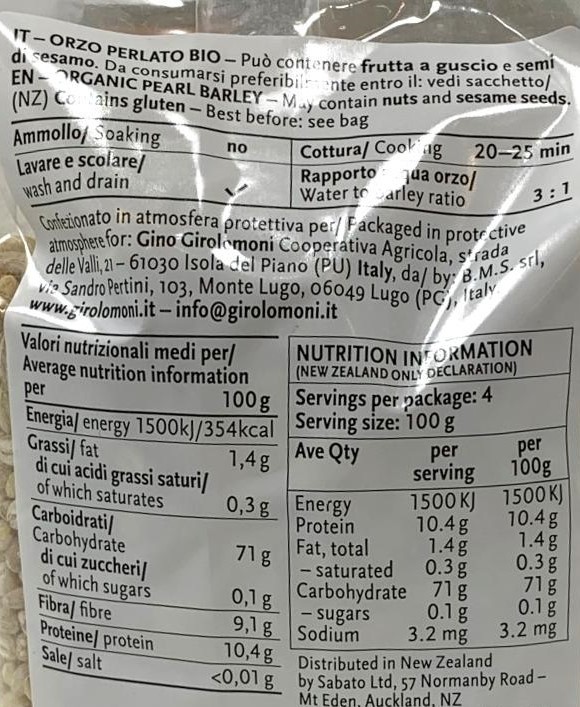 IT – ORZO PERLATO BIO – Può contenere frutta a guscio e semi
di sesamo. Da consumarsi preferibilmente entro il: vedi sacchetto/
EN – ORGANIC PEARL BARLEY – May contain nuts and sesame seeds.
(NZ) Contains gluten – Best before: see bag
Ammollo/ Soaking no
Lavare e scolare/
wash and drain ✓
Cottura/ Cooking 20–25 min
Rapporto acqua orzo/
Water to barley ratio 3 : 1
Confezionato in atmosfera protettiva per/ Packaged in protective
atmosphere for: Gino Girolomoni Cooperativa Agricola, strada
delle Valli, 21 – 61030 Isola del Piano (PU) Italy, da/ by: B.M.S. srl,
via Sandro Pertini, 103, Monte Lugo, 06049 Lugo (PG), Italy.
www.girolomoni.it – info@girolomoni.it
Valori nutrizionali medi per/
Average nutrition information
per 100 g
Energia/ energy 1500kJ/354kcal
Grassi/ fat 1,4 g
di cui acidi grassi saturi/
of which saturates 0,3 g
Carboidrati/
Carbohydrate 71 g
di cui zuccheri/
of which sugars 0,1 g
Fibra/ fibre 9,1 g
Proteine/ protein 10,4 g
Sale/ salt <0,01 g
NUTRITION INFORMATION
(NEW ZEALAND ONLY DECLARATION)
Servings per package: 4
Serving size: 100 g
Ave Qty per per
serving 100g
Energy 1500 KJ 1500 KJ
Protein 10.4 g 10.4 g
Fat, total 1.4 g 1.4 g
– saturated 0.3 g 0.3 g
Carbohydrate 71 g 71 g
– sugars 0.1 g 0.1 g
Sodium 3.2 mg 3.2 mg
Distributed in New Zealand
by Sabato Ltd, 57 Normanby Road –
Mt Eden, Auckland, NZ